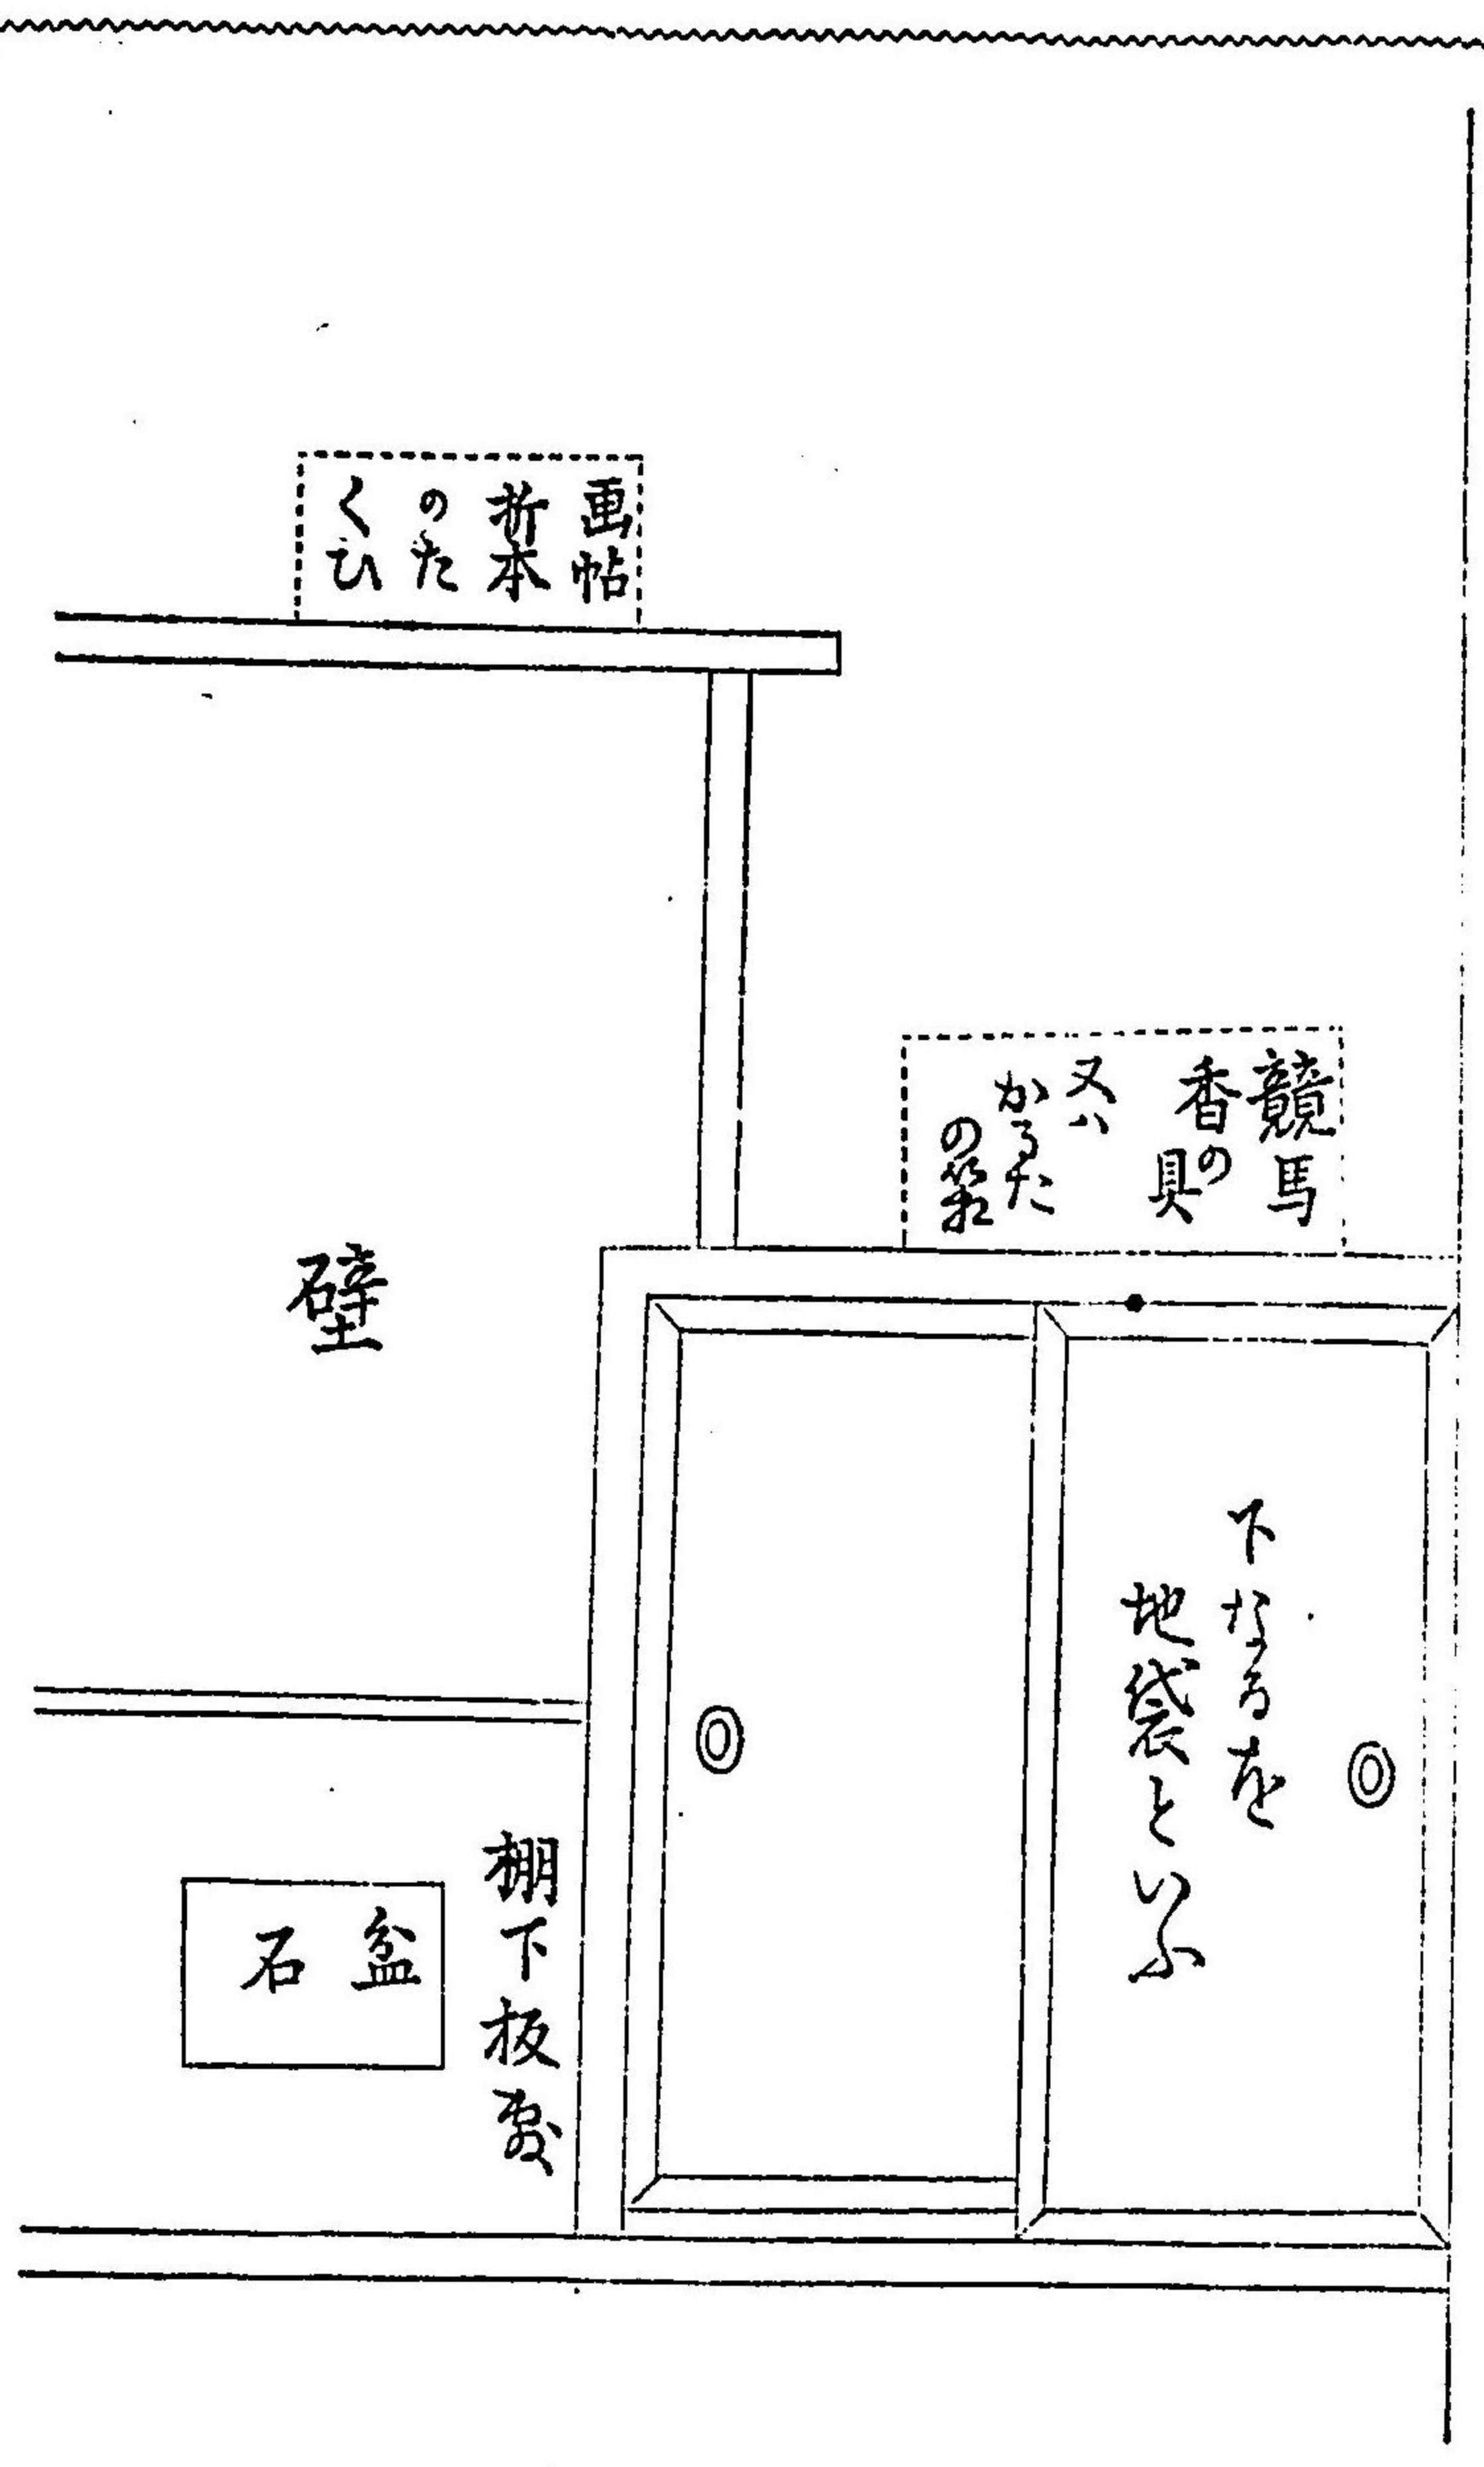 競馬
香の
具
又ハ
かるた
の箱
画帖
折本
のた
くひ
下なるを
地袋といふ
壁
棚下板敷
盆
石